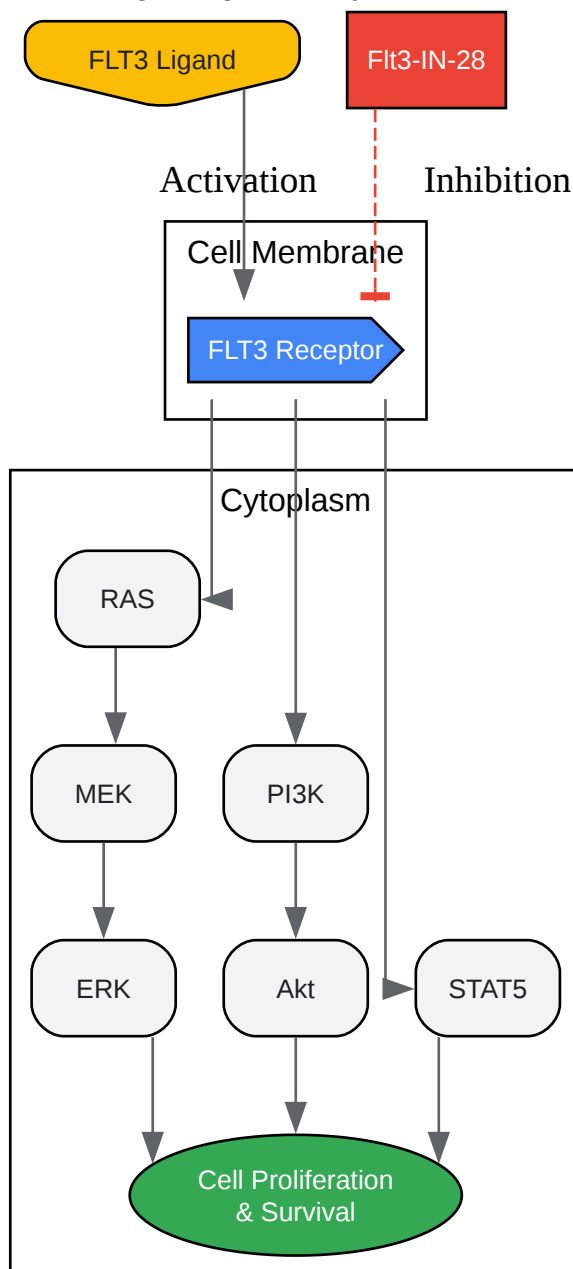 FLT3 Ligand
Flt3-IN-28
Activation
Inhibition
Cell Membrane
FLT3 Receptor
Cytoplasm
RAS
MEK
PI3K
ERK
Akt
STAT5
Cell Proliferation
& Survival